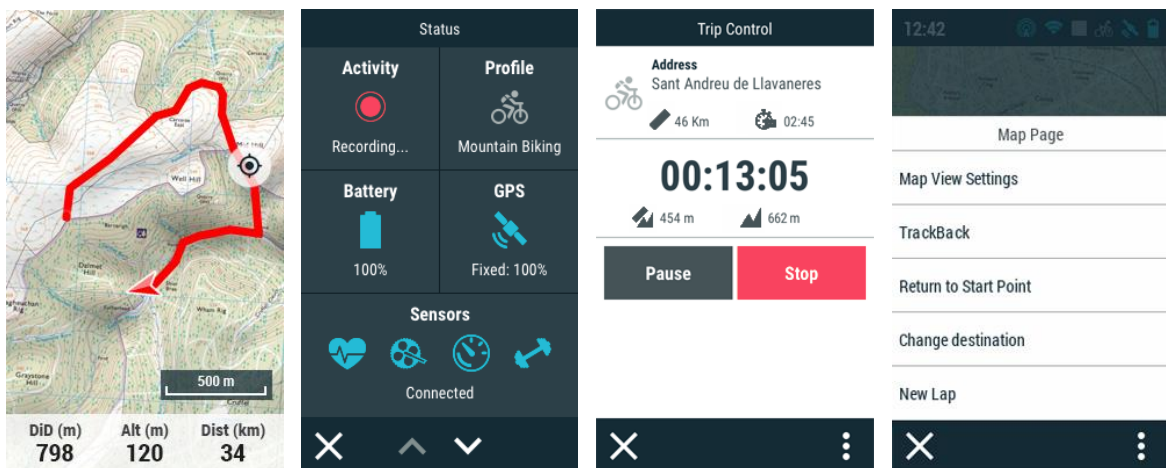 Well Hill
500 m
DiD (m)
Alt (m)
Dist (km)
798
120
34
Status
Activity
Profile
Recording...
Mountain Biking
Battery
GPS
100%
Fixed: 100%
Sensors
Connected
Trip Control
Address
Sant Andreu de Llavaneres
46 Km
02:45
00:13:05
454 m
662 m
Pause
Stop
12:42
Map Page
Map View Settings
TrackBack
Return to Start Point
Change destination
New Lap